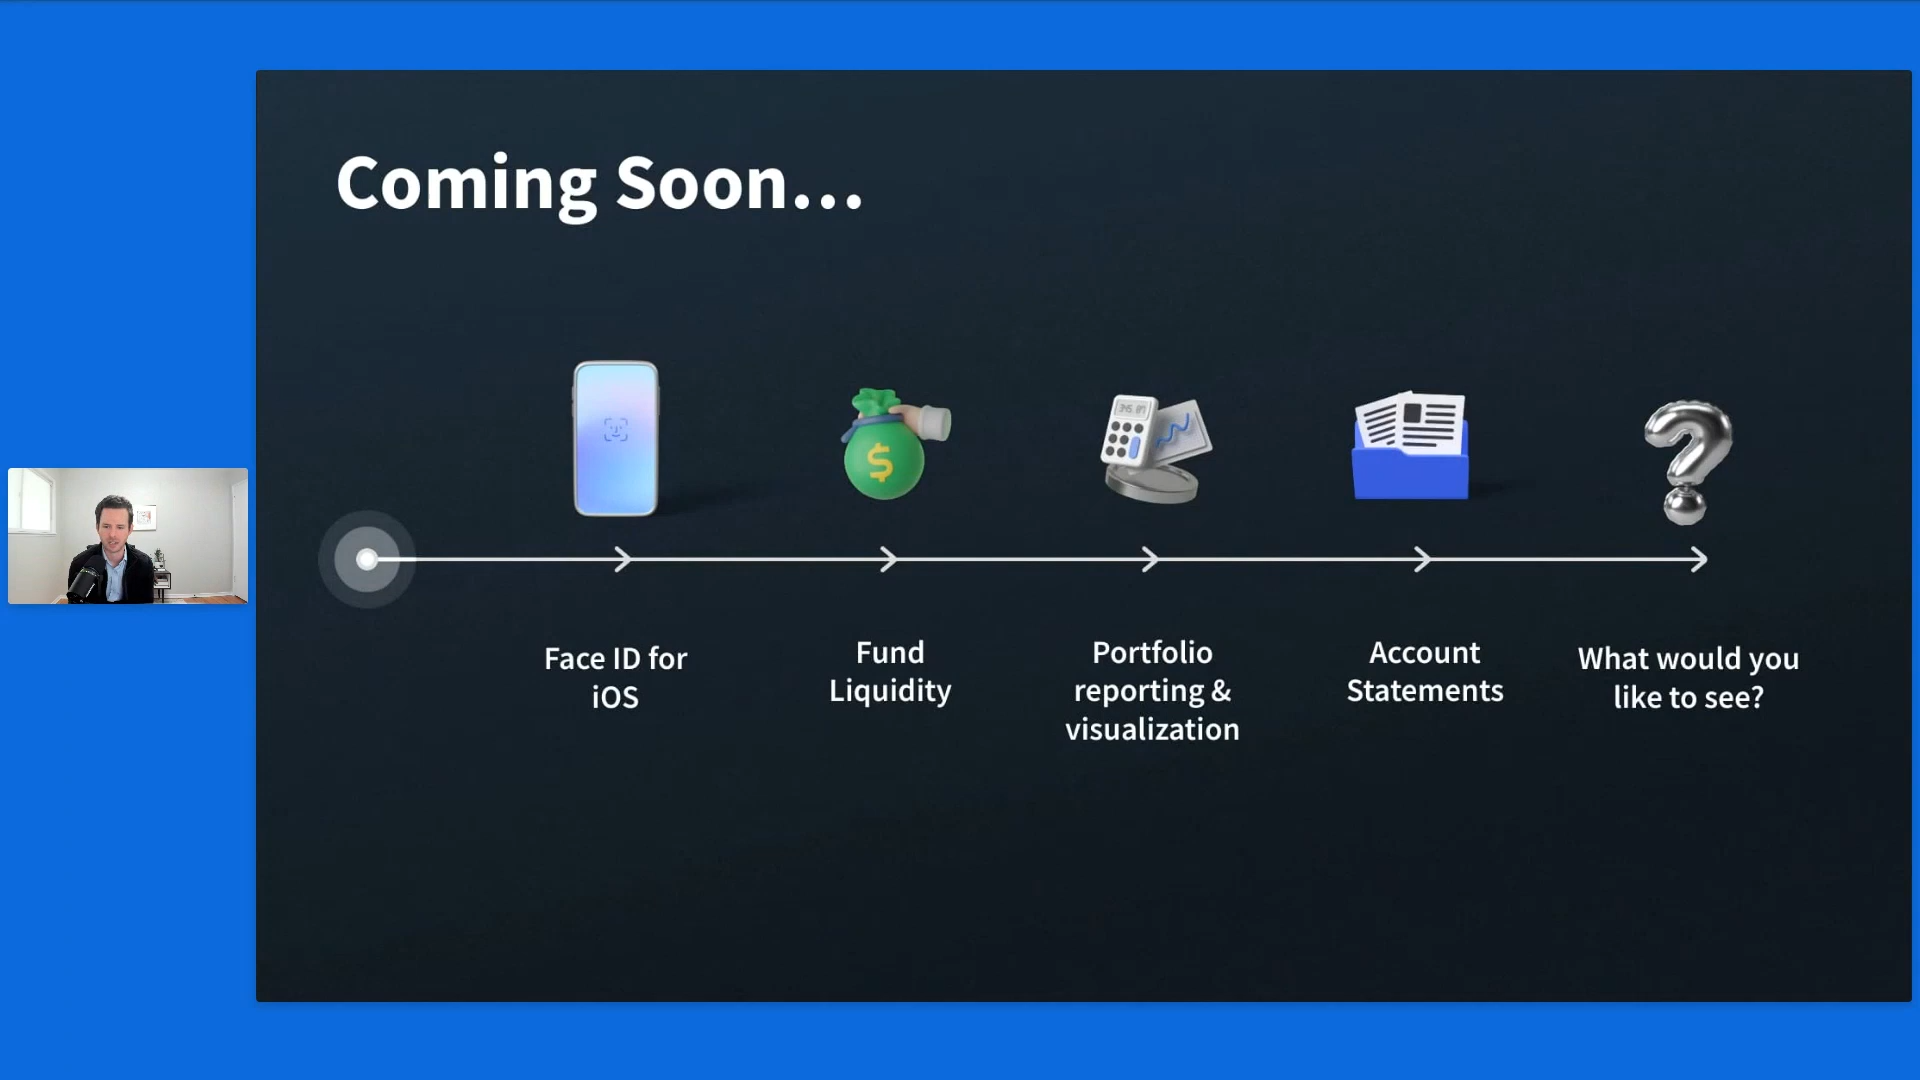 Coming Soon...
Face ID for
iOS
Fund
Liquidity
Portfolio
reporting &
visualization
Account
Statements
What would you
like to see?